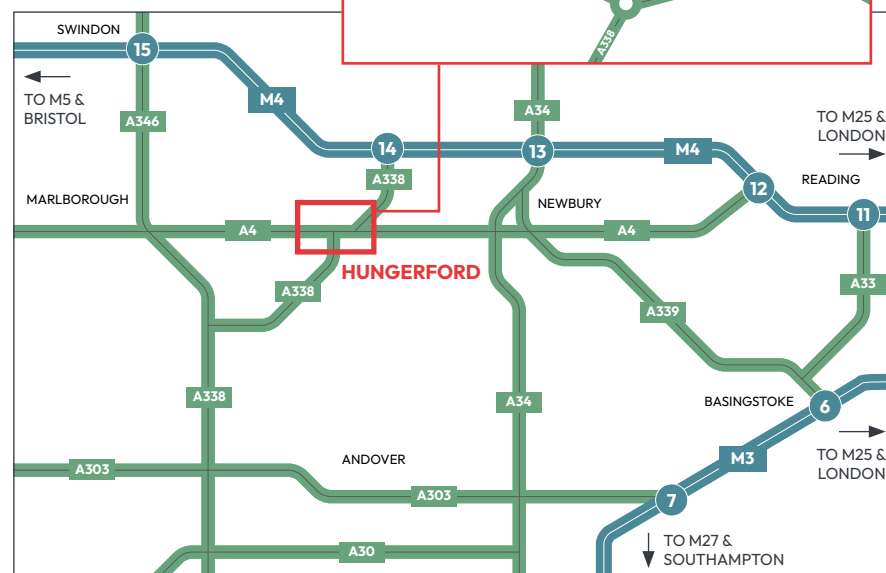 A338
SWINDON
15
TO M5 &
BRISTOL
M4
A346
A34
TO M25 &
LONDON
14
13
M4
A338
12
READING
MARLBOROUGH
NEWBURY
11
A4
A4
HUNGERFORD
A338
A33
A339
A338
A34
BASINGSTOKE
6
TO M25 &
LONDON
ANDOVER
M3
A303
A303
7
TO M27 &
SOUTHAMPTON
A30